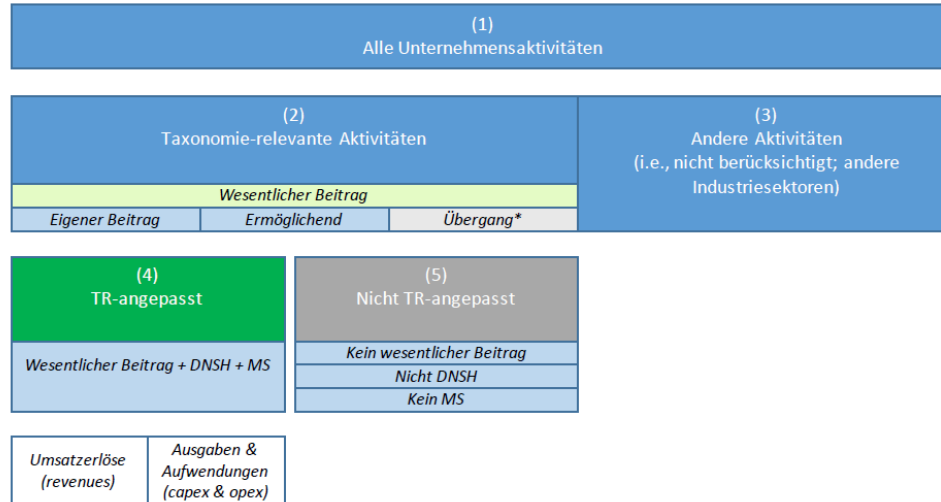 (1)
Alle Unternehmensaktivitäten
(2)
Taxonomie-relevante Aktivitäten
Wesentlicher Beitrag
Eigener Beitrag
Ermöglichend
Übergang*
(3)
Andere Aktivitäten
(i.e., nicht berücksichtigt; andere
Industriesektoren)
(4)
TR-angepasst
Wesentlicher Beitrag + DNSH + MS
(5)
Nicht TR-angepasst
Kein wesentlicher Beitrag
Nicht DNSH
Kein MS
Umsatzerlöse
(revenues)
Ausgaben &
Aufwendungen
(capex & opex)